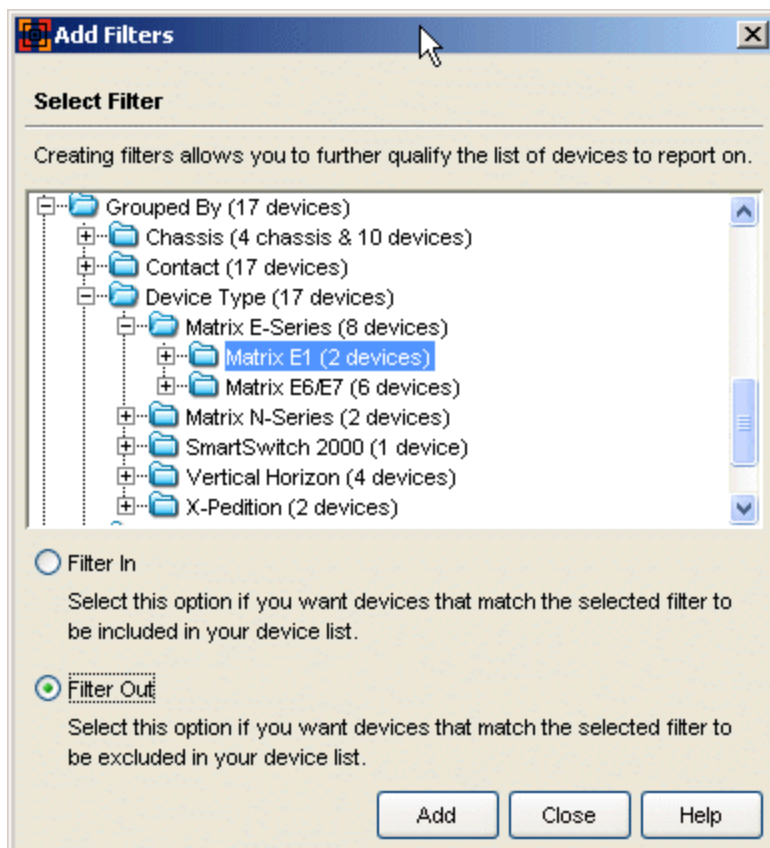 Add Filters
Select Filter
Creating filters allows you to further qualify the list of devices to report on.
Grouped By (17 devices)
Chassis (4 chassis & 10 devices)
Contact (17 devices)
Device Type (17 devices)
Matrix E-Series (8 devices)
Matrix E1 (2 devices)
Matrix E6/E7 (6 devices)
Matrix N-Series (2 devices)
SmartSwitch 2000 (1 device)
Vertical Horizon (4 devices)
X-Pedition (2 devices)
Filter In
Select this option if you want devices that match the selected filter to
be included in your device list.
Filter Out
Select this option if you want devices that match the selected filter to
be excluded in your device list.
Add Close Help